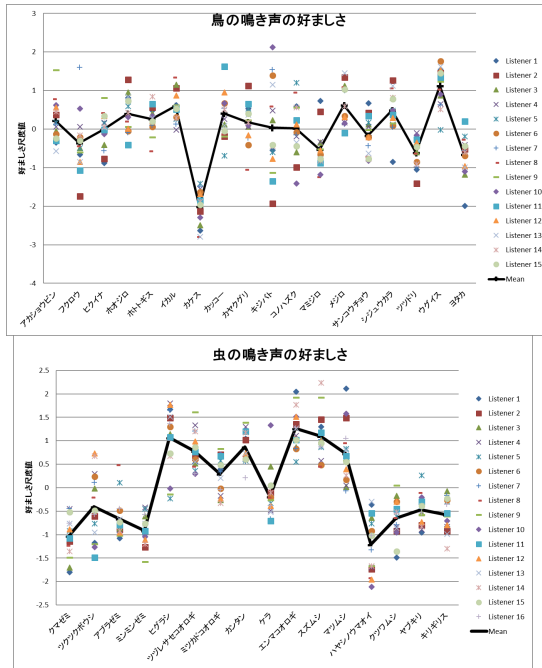 鳥の鳴き声の好ましさ
好ましさ尺度値
3
2
1
0
-1
-2
-3
-4
アカショウビン
フクロウ
ヒクイナ
ホオジロ
ホトトギス
イカル
カケス
カッコー
カヤクグリ
キジバト
コノハズク
マミジロ
メジロ
サンコウチョウ
シジュウカラ
ツツドリ
ウグイス
ヨタカ
Listener 1
Listener 2
Listener 3
Listener 4
Listener 5
Listener 6
Listener 7
Listener 8
Listener 9
Listener 10
Listener 11
Listener 12
Listener 13
Listener 14
Listener 15
Mean
虫の鳴き声の好ましさ
好ましさ尺度値
2.5
2
1.5
1
0.5
0
-0.5
-1
-1.5
-2
-2.5
クマゼミ
ツクツクボウシ
アブラゼミ
ミンミンゼミ
ヒグラシ
ツヅレサセコオロギ
ミツカドコオロギ
カンタン
ケラ
エンマコオロギ
スズムシ
マツムシ
ハヤシノウマオイ
クツワムシ
ヤブキリ
キリギリス
Listener 1
Listener 2
Listener 3
Listener 4
Listener 5
Listener 6
Listener 7
Listener 8
Listener 9
Listener 10
Listener 11
Listener 12
Listener 13
Listener 14
Listener 15
Listener 16
Mean